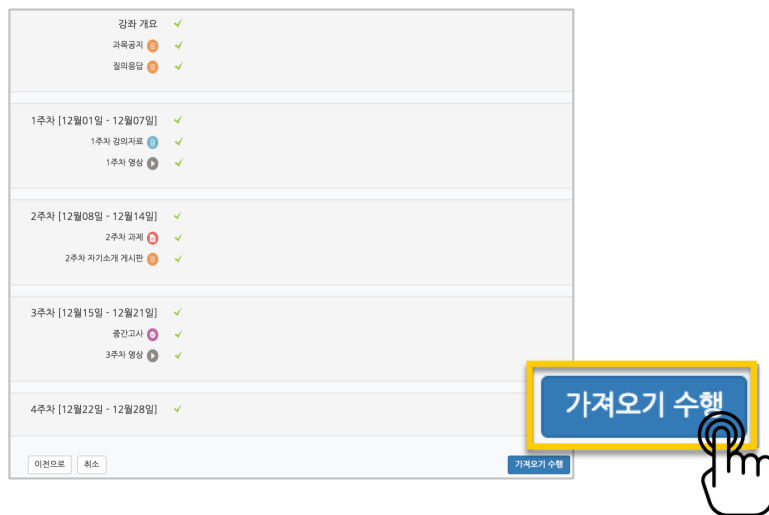 강좌 개요
과목공지
질의응답
1주차 [12월01일 - 12월07일]
1주차 강의자료
1주차 영상
2주차 [12월08일 - 12월14일]
2주차 과제
2주차 자기소개 게시판
3주차 [12월15일 - 12월21일]
중간고사
3주차 영상
4주차 [12월22일 - 12월28일]
이전으로 취소 가져오기 수행
가져오기 수행